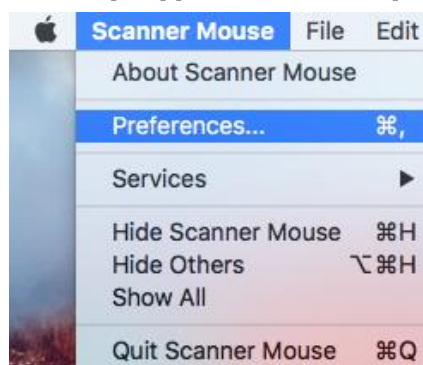 Scanner Mouse File Edit
About Scanner Mouse
Preferences... ⌘,
Services ▶
Hide Scanner Mouse ⌘H
Hide Others ⌥⌘H
Show All
Quit Scanner Mouse ⌘Q